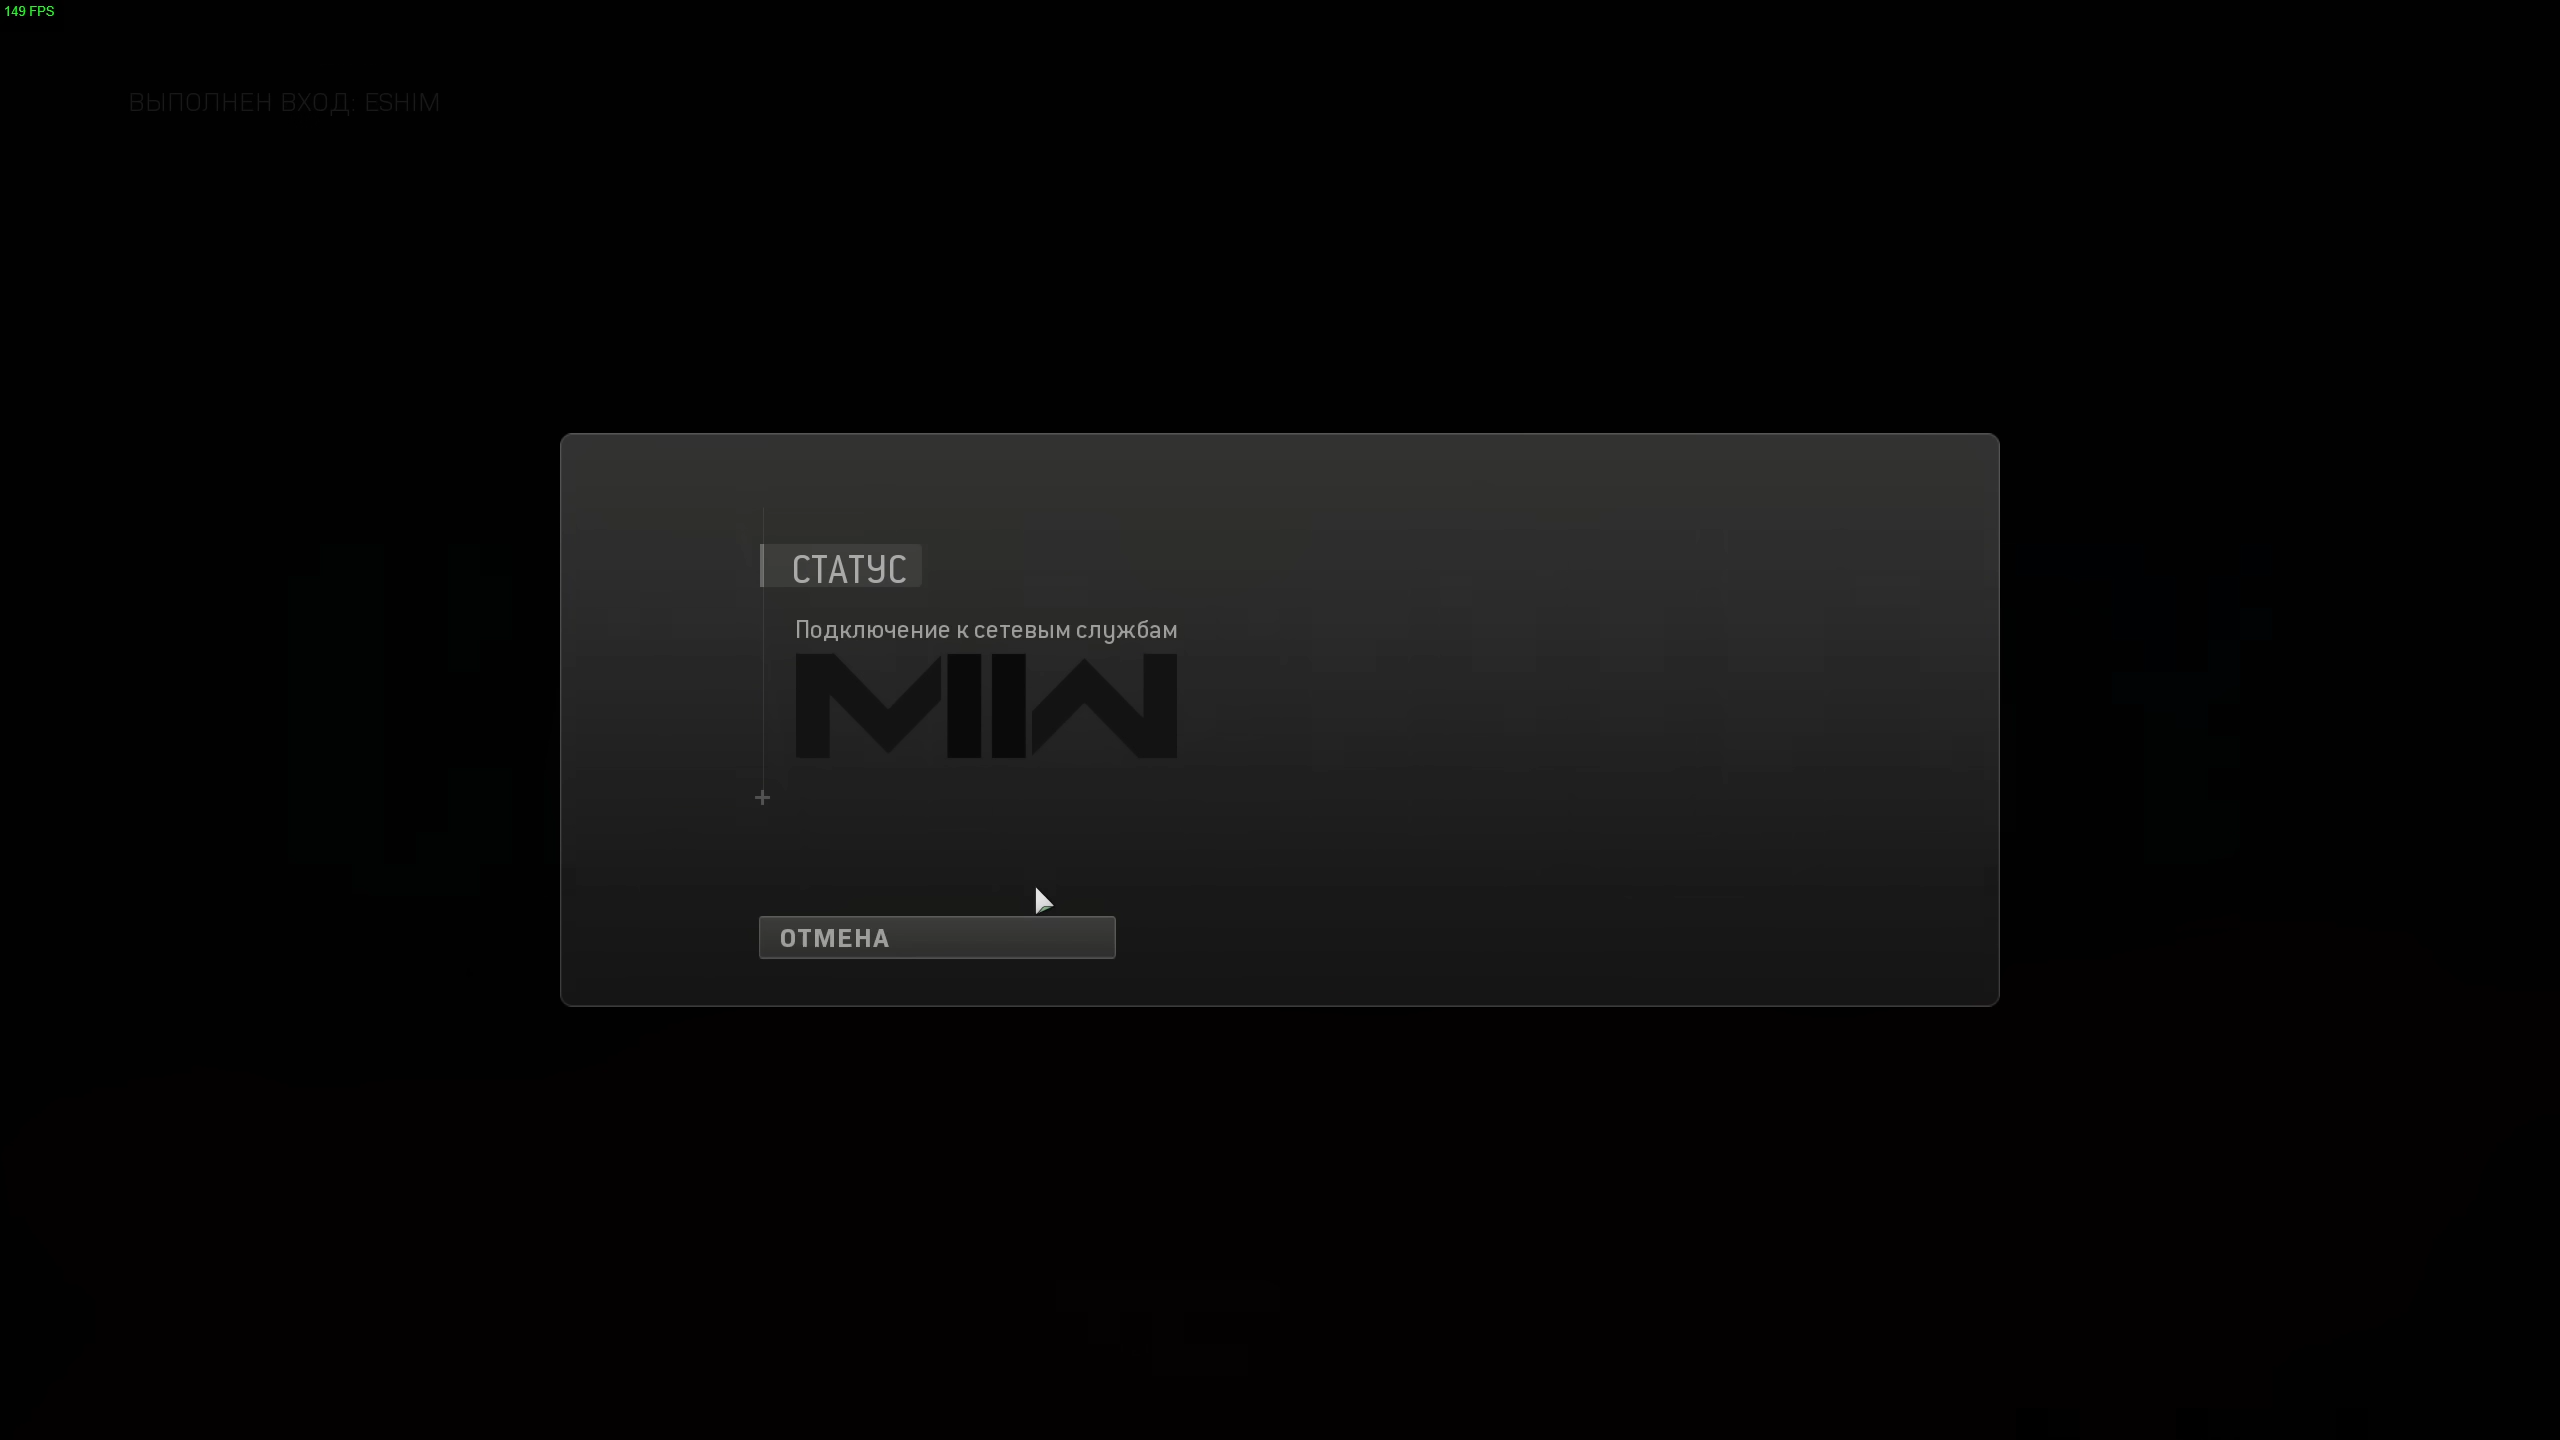 149 FPS
ВЫПОЛНЕН ВХОД: ESHIM
СТАТУС
Подключение к сетевым службам
MIIW
ОТМЕНА